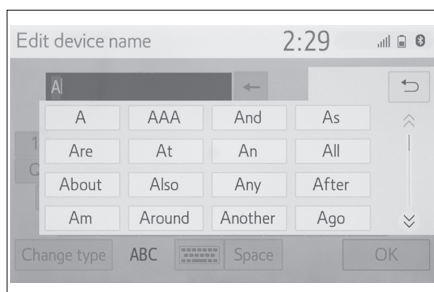 Edit device name 2:29
A
A AAA And As
Are At An All
About Also Any After
Am Around Another Ago
1
Q
Change type ABC Space OK